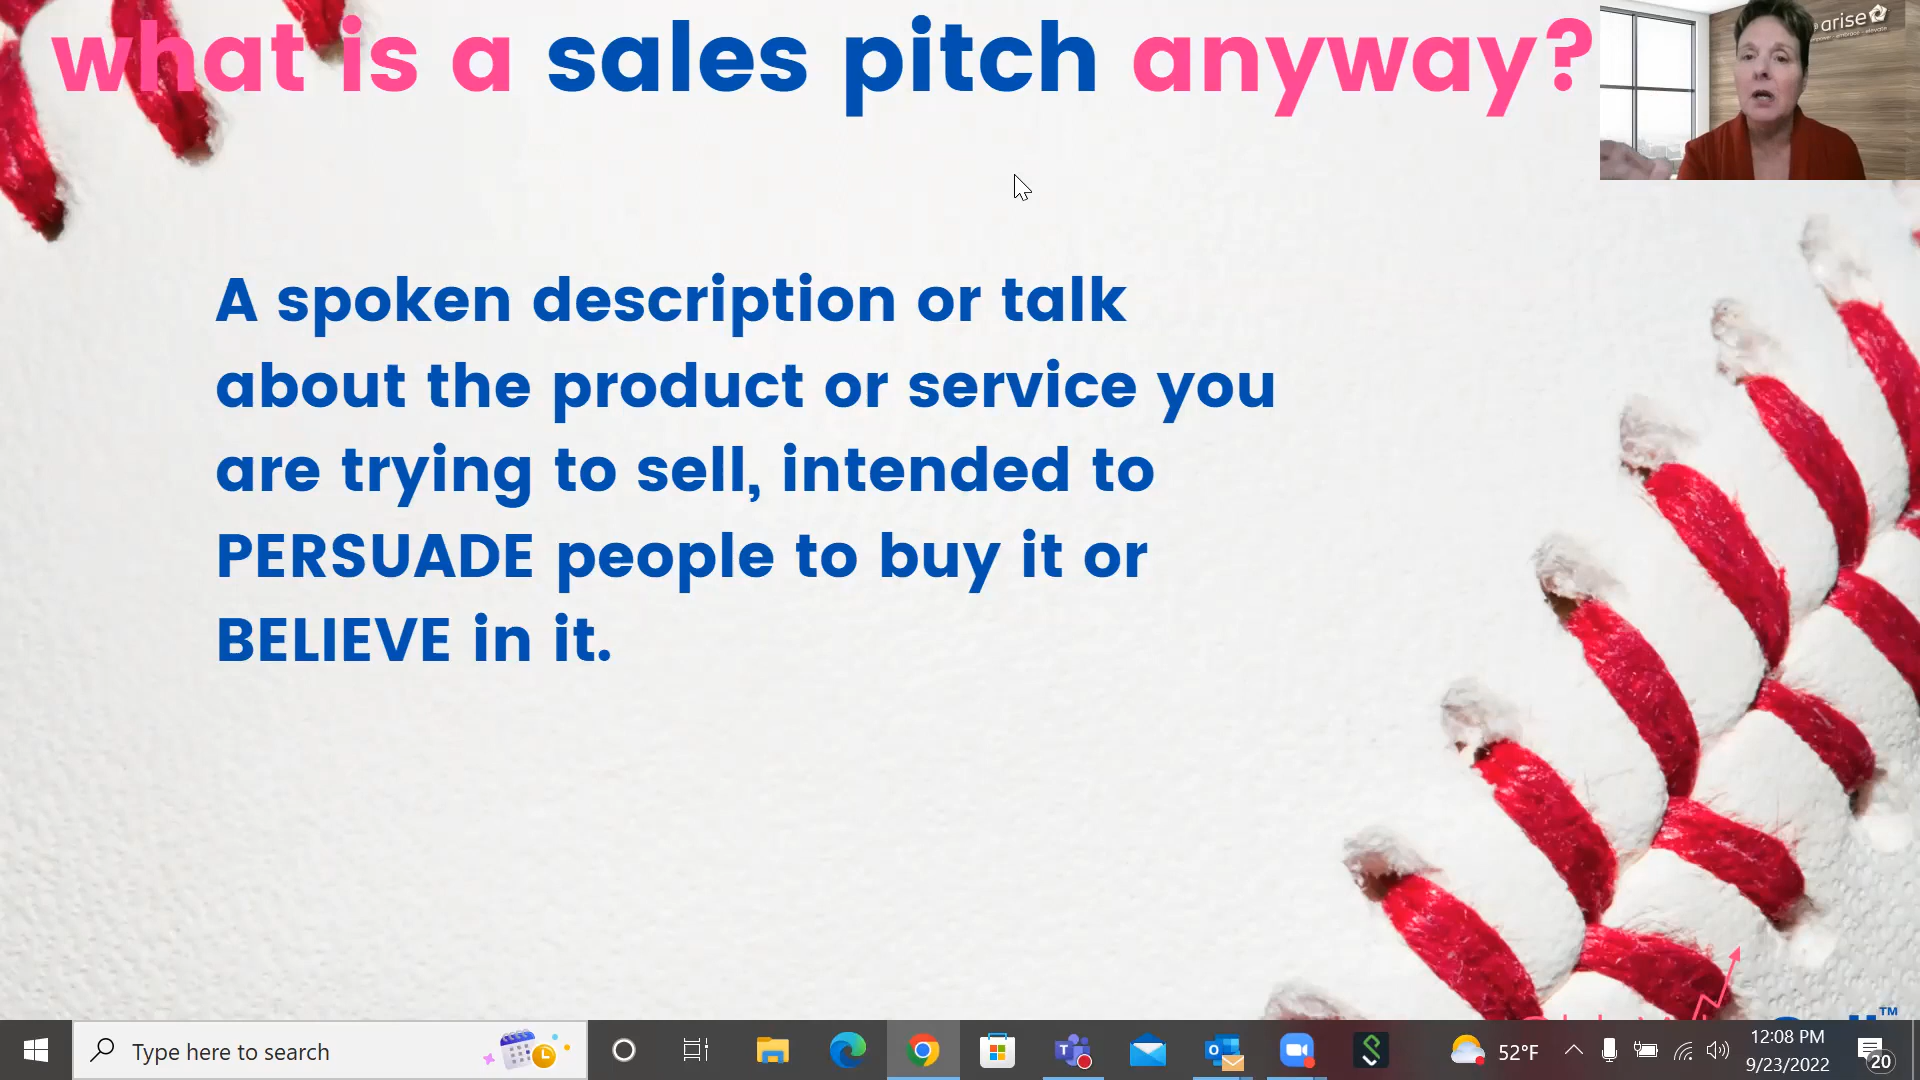 what is a sales pitch anyway?
arise
A spoken description or talk
about the product or service you
are trying to sell, intended to
PERSUADE people to buy it or
BELIEVE in it.
TM
Type here to search
52°F
12:08 PM
9/23/2022
20